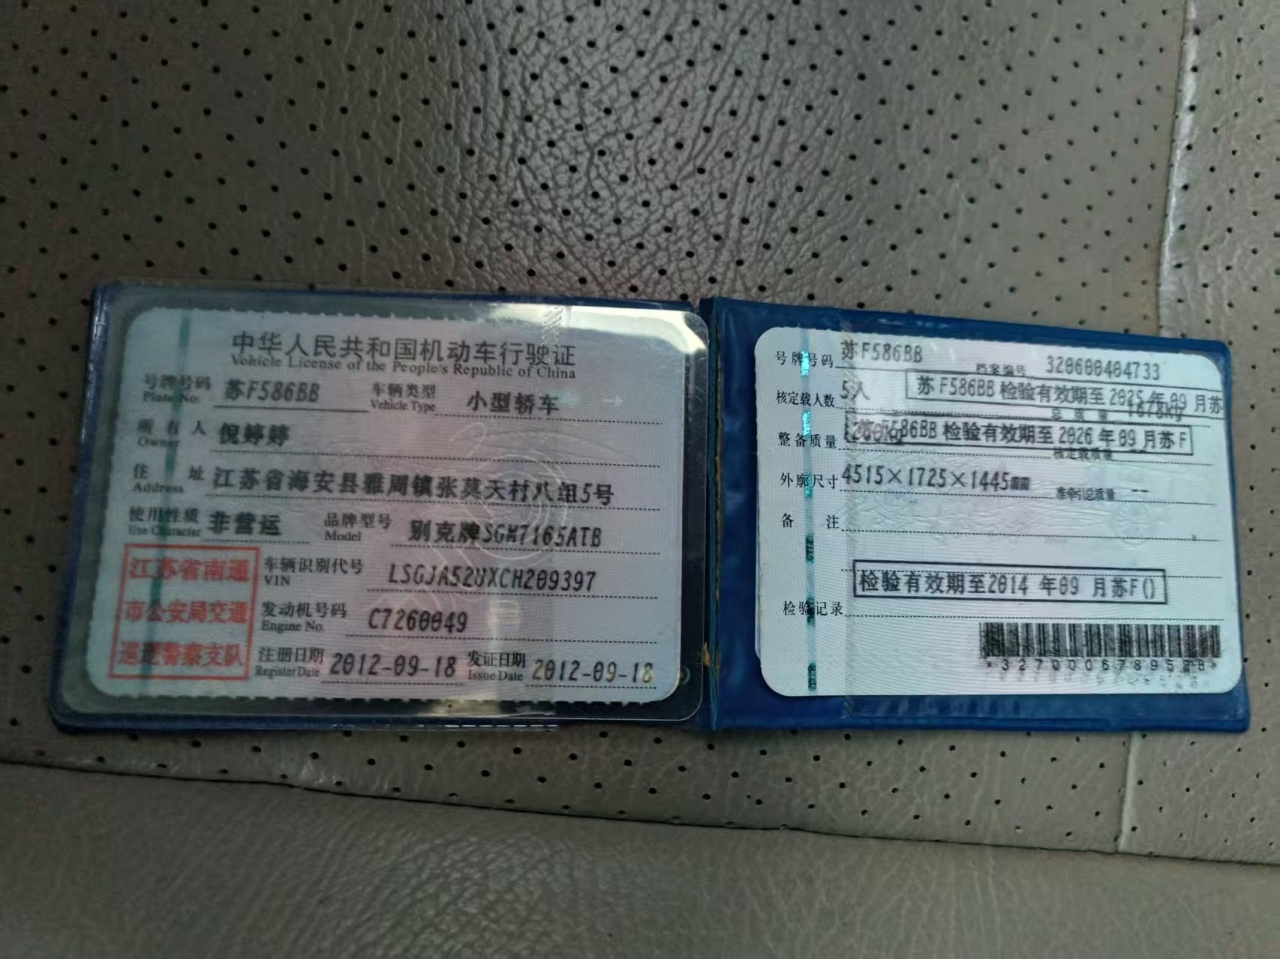 中华人民共和国机动车行驶证
Vehicle License of the People's Republic of China
号牌号码 苏F586BB 车辆类型 小型轿车
Plate No. Vehicle Type
所有人 倪婷婷
Owner
住址 江苏省海安县雅周镇张莫天村八组5号
Address
使用性质 非营运 品牌型号 别克牌SGM7165ATB
Use Character Model
江苏省南通
市公安局交通
巡逻警察支队
车辆识别代号 LSGJA52UXCH209397
VIN
发动机号码 C7260049
Engine No.
注册日期 2012-09-18 发证日期 2012-09-18
Register Date Issue Date
号牌号码 苏F586BB 档案编号 320600404733
核定载人数 5人
苏F586BB 检验有效期至 2025 年 09 月苏
总质量 1678kg
整备质量
苏F586BB 检验有效期至 2026 年 09 月苏F
核定载质量
外廓尺寸 4515×1725×1445 准牵引总质量 --
备注
检验有效期至2014 年09 月苏F()
检验记录